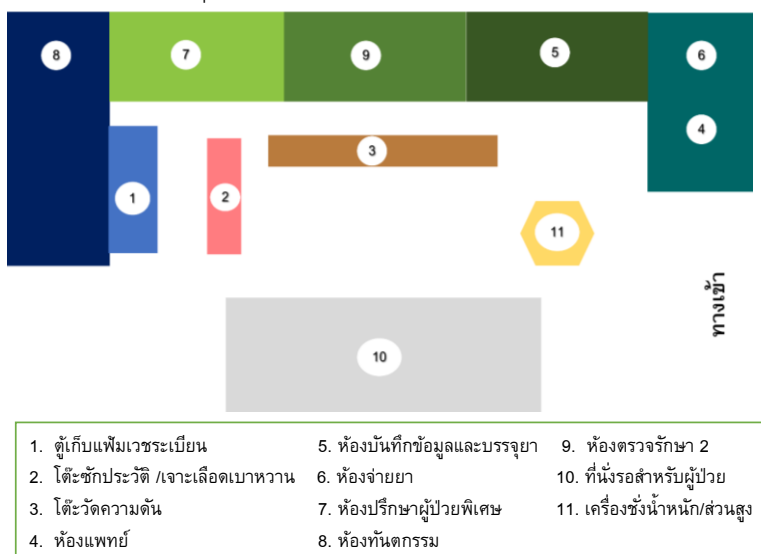 8
7
9
5
6
4
3
1
2
11
ทางเข้า
10
1. ตู้เก็บแฟ้มเวชระเบียน
2. โต๊ะซักประวัติ /เจาะเลือดเบาหวาน
3. โต๊ะวัดความดัน
4. ห้องแพทย์
5. ห้องบันทึกข้อมูลและบรรจุยา
6. ห้องจ่ายยา
7. ห้องปรึกษาผู้ป่วยพิเศษ
8. ห้องทันตกรรม
9. ห้องตรวจรักษา 2
10. ที่นั่งรอสำหรับผู้ป่วย
11. เครื่องชั่งน้ำหนัก/ส่วนสูง